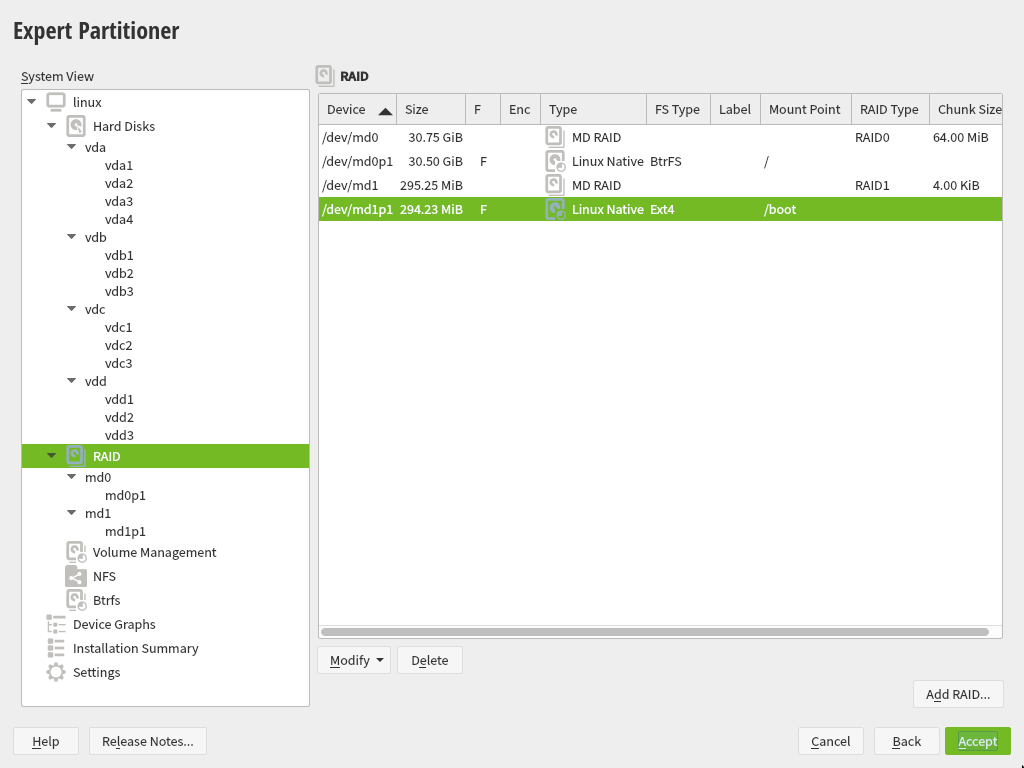 Expert Partitioner
System View
linux
Hard Disks
vda
vda1
vda2
vda3
vda4
vdb
vdb1
vdb2
vdb3
vdc
vdc1
vdc2
vdc3
vdd
vdd1
vdd2
vdd3
RAID
md0
md0p1
md1
md1p1
Volume Management
NFS
Btrfs
Device Graphs
Installation Summary
Settings
RAID
Device Size F Enc Type FS Type Label Mount Point RAID Type Chunk Size
/dev/md0 30.75 GiB MD RAID RAID0 64.00 MiB
/dev/md0p1 30.50 GiB F Linux Native BtrFS /
/dev/md1 295.25 MiB MD RAID RAID1 4.00 KiB
/dev/md1p1 294.23 MiB F Linux Native Ext4 /boot
Modify Delete
Add RAID...
Help Release Notes... Cancel Back Accept